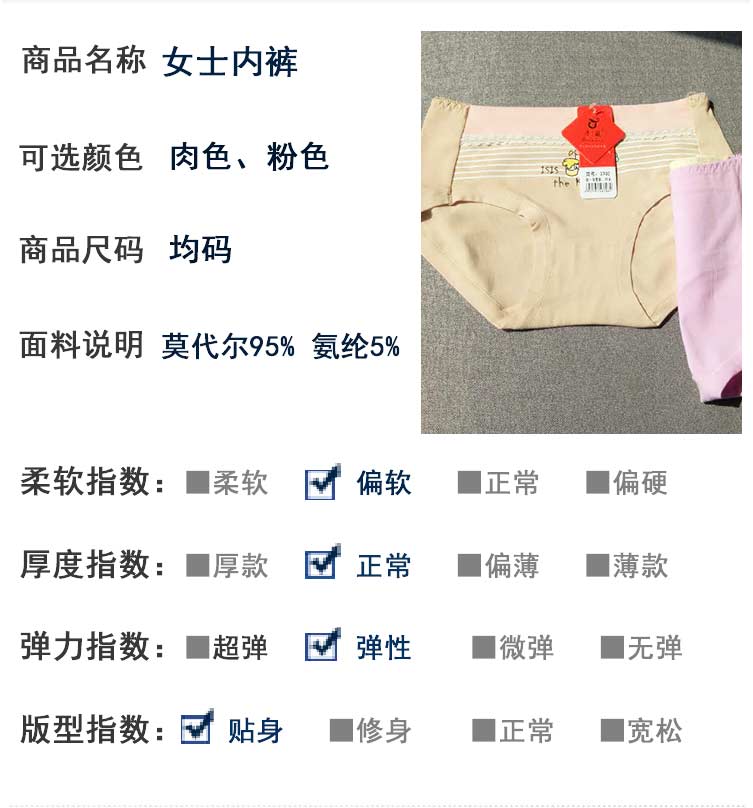 商品名称 女士内裤
可选颜色 肉色、粉色
商品尺码 均码
面料说明 莫代尔95% 氨纶5%
ISIS
the
柔软指数: 柔软 偏软 正常 偏硬
厚度指数: 厚款 正常 偏薄 薄款
弹力指数: 超弹 弹性 微弹 无弹
版型指数: 贴身 修身 正常 宽松